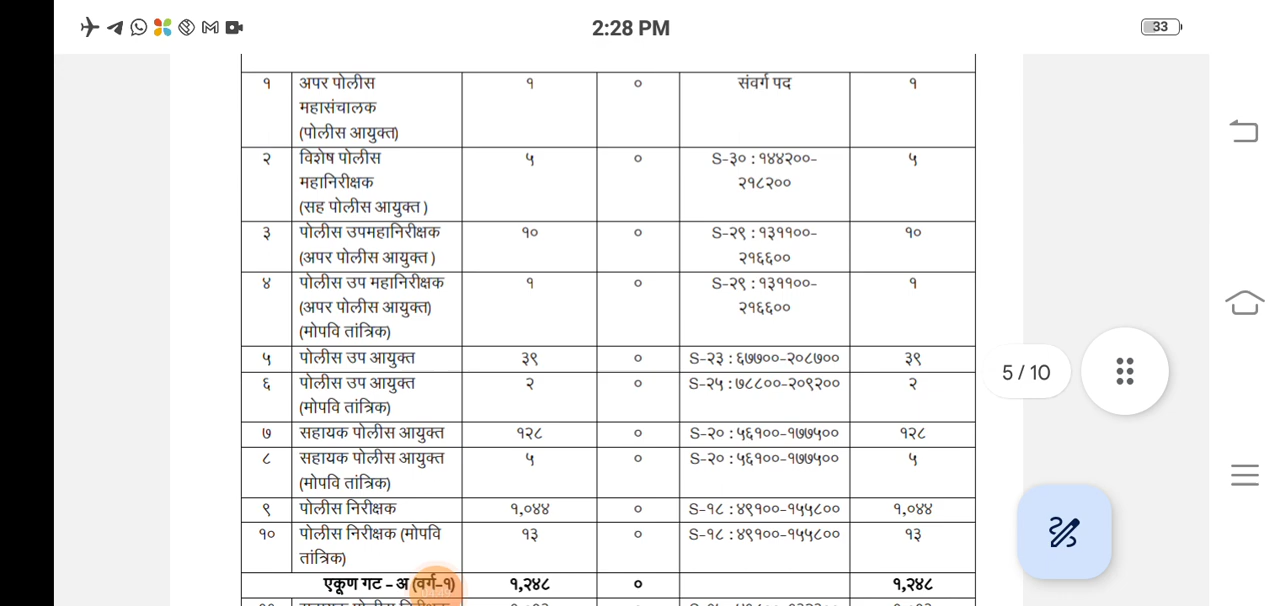 2:28 PM
33
१ अपर पोलीस १ ० संवर्ग पद १
महासंचालक
(पोलीस आयुक्त)
२ विशेष पोलीस ५ ० S-३० : १४४२००- ५
महानिरीक्षक २१८२००
(सह पोलीस आयुक्त )
३ पोलीस उपमहानिरीक्षक १० ० S-२९ : १३११००- १०
(अपर पोलीस आयुक्त ) २१६६००
४ पोलीस उप महानिरीक्षक १ ० S-२९ : १३११००- १
(अपर पोलीस आयुक्त) २१६६००
(मोपवि तांत्रिक)
५ पोलीस उप आयुक्त ३९ ० S-२३ : ६७७००-२०८७०० ३९
5 / 10
६ पोलीस उप आयुक्त २ ० S-२५ : ७८८००-२०९२०० २
(मोपवि तांत्रिक)
७ सहायक पोलीस आयुक्त १२८ ० S-२० : ५६१००-१७७५०० १२८
८ सहायक पोलीस आयुक्त ५ ० S-२० : ५६१००-१७७५०० ५
(मोपवि तांत्रिक)
९ पोलीस निरीक्षक १,०४४ ० S-१८ : ४९१००-१५५८०० १,०४४
१० पोलीस निरीक्षक (मोपवि १३ ० S-१८ : ४९१००-१५५८०० १३
तांत्रिक)
एकूण गट - अ (वर्ग-१) १,२४८ ० १,२४८